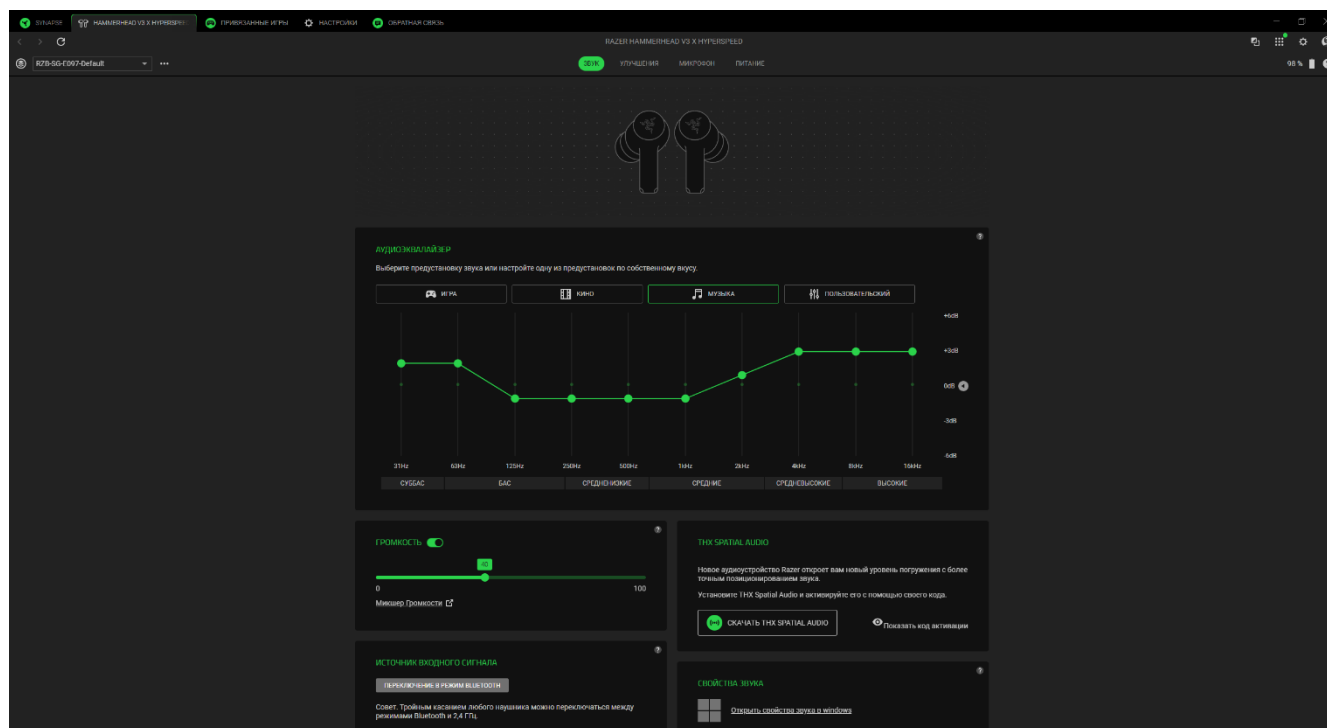 SYNAPSE HAMMERHEAD V3 X HYPERSPEE ПРИВЯЗАННЫЕ ИГРЫ НАСТРОЙКИ ОБРАТНАЯ СВЯЗЬ
RAZER HAMMERHEAD V3 X HYPERSPEED
RZB-SG-F097-Default ЗВУК УЛУЧШЕНИЯ МИКРОФОН ПИТАНИЕ 98 %
АУДИОЭКВАЛАЙЗЕР
Выберите предустановку звука или настройте одну из предустановок по собственному вкусу.
ИГРА КИНО МУЗЫКА ПОЛЬЗОВАТЕЛЬСКИЙ
+6dB
+3dB
0dB
-3dB
-6dB
31Hz 63Hz 125Hz 250Hz 500Hz 1kHz 2kHz 4kHz 8kHz 16kHz
СУББАС БАС СРЕДНЕНИЗКИЕ СРЕДНИЕ СРЕДНЕВЫСОКИЕ ВЫСОКИЕ
ГРОМКОСТЬ
40
0 100
Микшер Громкости
THX SPATIAL AUDIO
Новое аудиоустройство Razer откроет вам новый уровень погружения с более
точным позиционированием звука.
Установите THX Spatial Audio и активируйте его с помощью своего кода.
СКАЧАТЬ THX SPATIAL AUDIO Показать код активации
ИСТОЧНИК ВХОДНОГО СИГНАЛА
ПЕРЕКЛЮЧЕНИЕ В РЕЖИМ BLUETOOTH
Совет. Тройным касанием любого наушника можно переключаться между
режимами Bluetooth и 2,4 ГГц.
СВОЙСТВА ЗВУКА
Открыть свойства звука в windows